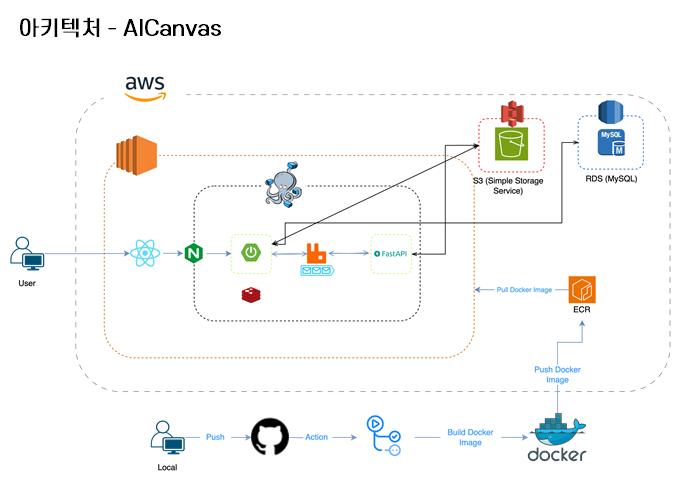 아키텍처 - AICanvas
aws
MySQL
M
S3 (Simple Storage
Service)
RDS (MySQL)
N
FastAPI
User
Pull Docker Image
ECR
Push Docker
Image
Push
Action
Build Docker
Image
docker
Local